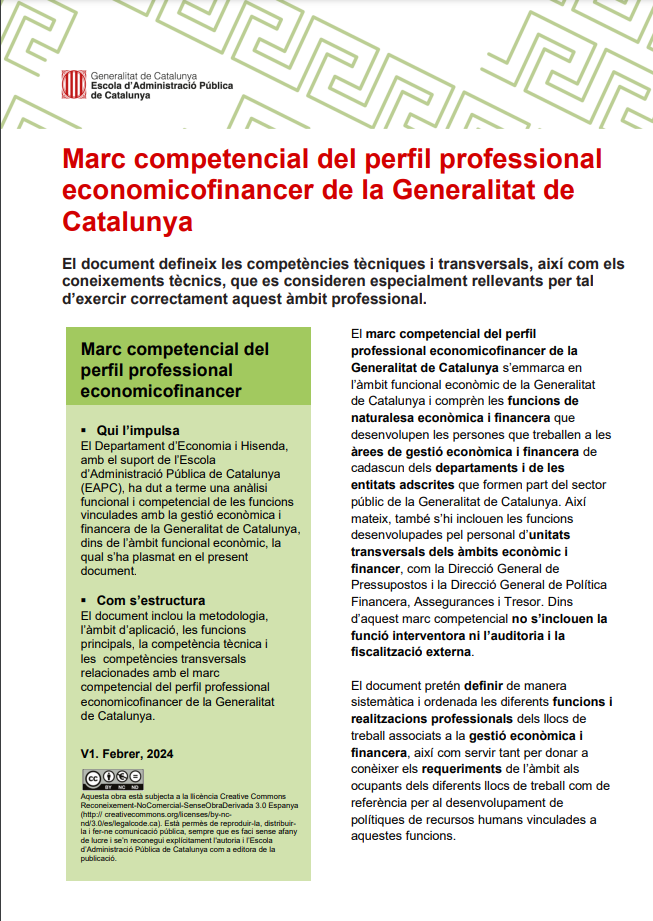 Generalitat de Catalunya
Escola d'Administració Pública
de Catalunya
Marc competencial del perfil professional
economicofinancer de la Generalitat de
Catalunya
El document defineix les competències tècniques i transversals, així com els
coneixements tècnics, que es consideren especialment rellevants per tal
d'exercir correctament aquest àmbit professional.
Marc competencial del
perfil professional
economicofinancer
▪ Qui l'impulsa
El Departament d'Economia i Hisenda,
amb el suport de l'Escola
d'Administració Pública de Catalunya
(EAPC), ha dut a terme una anàlisi
funcional i competencial de les funcions
vinculades amb la gestió econòmica i
financera de la Generalitat de Catalunya,
dins de l'àmbit funcional econòmic, la
qual s'ha plasmat en el present
document.
▪ Com s'estructura
El document inclou la metodologia,
l'àmbit d'aplicació, les funcions
principals, la competència tècnica i
les competències transversals
relacionades amb el marc
competencial del perfil professional
economicofinancer de la Generalitat
de Catalunya.
V1. Febrer, 2024
cc BY NC ND
Aquesta obra està subjecta a la llicència Creative Commons
Reconeixement-NoComercial-SenseObraDerivada 3.0 Espanya
(http:// creativecommons.org/licenses/by-nc-
nd/3.0/es/legalcode.ca). Està permès de reproduir-la, distribuir-
la i fer-ne comunicació pública, sempre que es faci sense afany
de lucre i se'n reconegui explícitament l'autoria i l'Escola
d'Administració Pública de Catalunya com a editora de la
publicació.
El marc competencial del perfil
professional economicofinancer de la
Generalitat de Catalunya s'emmarca en
l'àmbit funcional econòmic de la Generalitat
de Catalunya i comprèn les funcions de
naturalesa econòmica i financera que
desenvolupen les persones que treballen a les
àrees de gestió econòmica i financera de
cadascun dels departaments i de les
entitats adscrites que formen part del sector
públic de la Generalitat de Catalunya. Així
mateix, també s'hi inclouen les funcions
desenvolupades pel personal d'unitats
transversals dels àmbits econòmic i
financer, com la Direcció General de
Pressupostos i la Direcció General de Política
Financera, Assegurances i Tresor. Dins
d'aquest marc competencial no s'inclouen la
funció interventora ni l'auditoria i la
fiscalització externa.
El document pretén definir de manera
sistemàtica i ordenada les diferents funcions i
realitzacions professionals dels llocs de
treball associats a la gestió econòmica i
financera, així com servir tant per donar a
conèixer els requeriments de l'àmbit als
ocupants dels diferents llocs de treball com de
referència per al desenvolupament de
polítiques de recursos humans vinculades a
aquestes funcions.